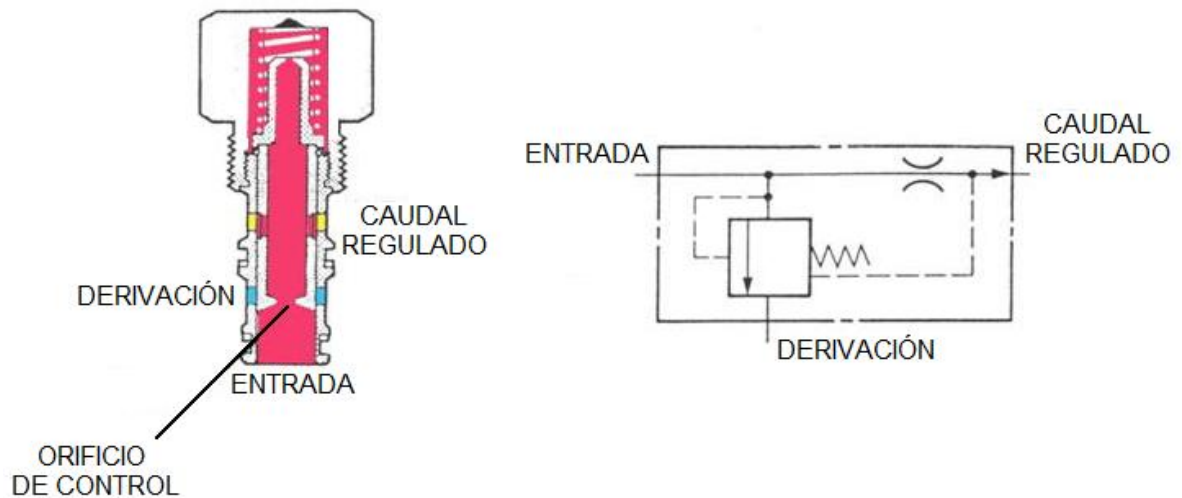 CAUDAL
REGULADO
DERIVACIÓN
ENTRADA
ORIFICIO
DE CONTROL
ENTRADA
CAUDAL
REGULADO
DERIVACIÓN